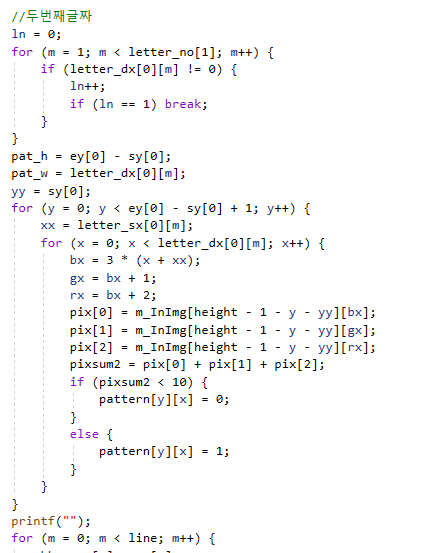 //두번째글짜
ln = 0;
for (m = 1; m < letter_no[1]; m++) {
    if (letter_dx[0][m] != 0) {
        ln++;
        if (ln == 1) break;
    }
}
pat_h = ey[0] - sy[0];
pat_w = letter_dx[0][m];
yy = sy[0];
for (y = 0; y < ey[0] - sy[0] + 1; y++) {
    xx = letter_sx[0][m];
    for (x = 0; x < letter_dx[0][m]; x++) {
        bx = 3 * (x + xx);
        gx = bx + 1;
        rx = bx + 2;
        pix[0] = m_InImg[height - 1 - y - yy][bx];
        pix[1] = m_InImg[height - 1 - y - yy][gx];
        pix[2] = m_InImg[height - 1 - y - yy][rx];
        pixsum2 = pix[0] + pix[1] + pix[2];
        if (pixsum2 < 10) {
            pattern[y][x] = 0;
        }
        else {
            pattern[y][x] = 1;
        }
    }
}
printf("");
for (m = 0; m < line; m++) {